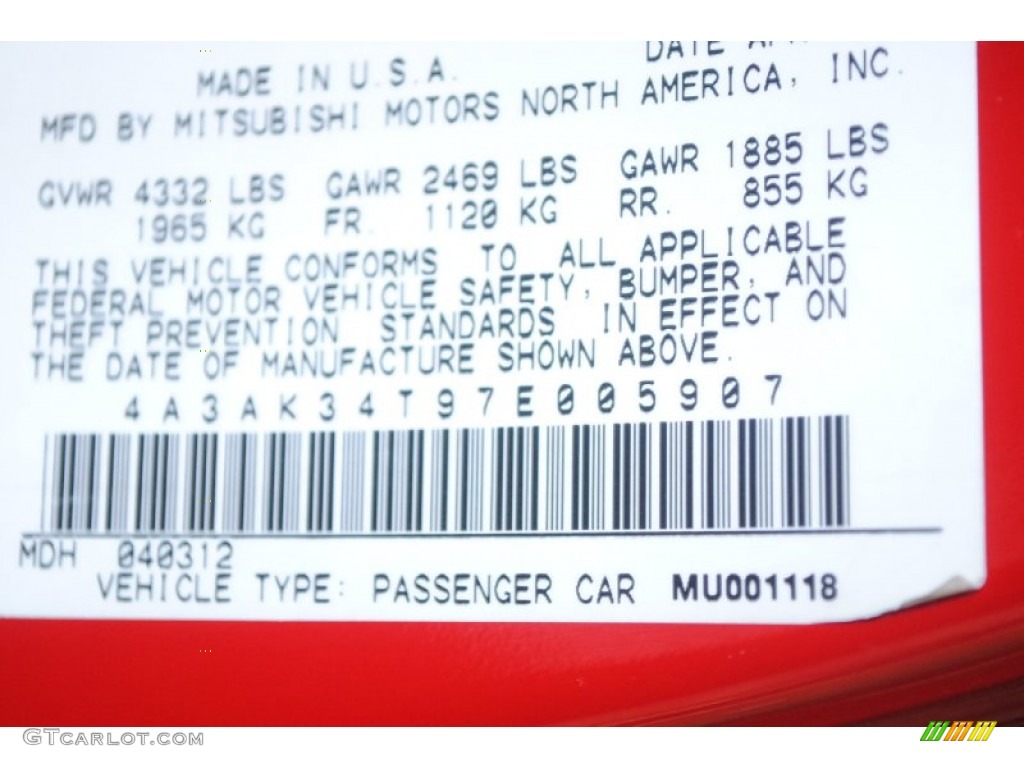 DATE
MADE IN U.S.A.
MFD BY MITSUBISHI MOTORS NORTH AMERICA, INC.
GVWR 4332 LBS GAWR 2469 LBS GAWR 1885 LBS
1965 KG FR. 1120 KG RR. 855 KG
THIS VEHICLE CONFORMS TO ALL APPLICABLE
FEDERAL MOTOR VEHICLE SAFETY, BUMPER, AND
THEFT PREVENTION STANDARDS IN EFFECT ON
THE DATE OF MANUFACTURE SHOWN ABOVE.
4A3AK34T97E005907
MDH 040312
VEHICLE TYPE: PASSENGER CAR MU001118
GTCarLot.com